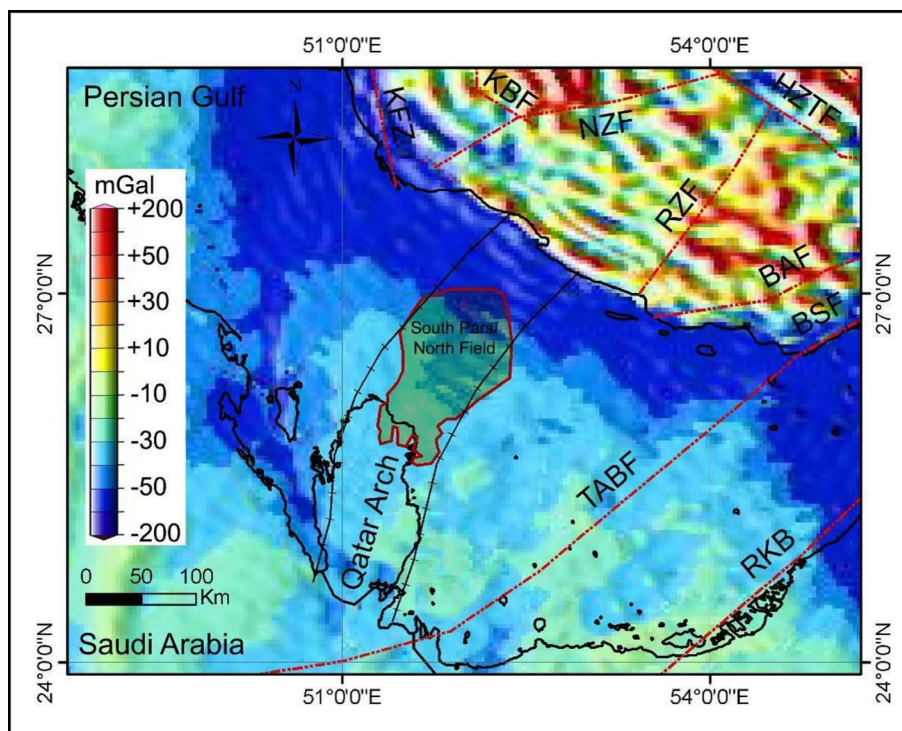 51°0'0"E
54°0'0"E
Persian Gulf
N
KFZ
KBF
NZF
HZTF
mGal
+200
+50
+30
+10
-10
-30
-50
-200
RZF
BAF
BSF
27°0'0"N
27°0'0"N
South Pars/
North Field
Qatar Arch
TABF
RKB
0 50 100
Km
Saudi Arabia
24°0'0"N
24°0'0"N
51°0'0"E
54°0'0"E